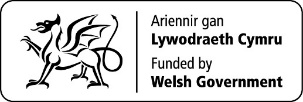 Ariennir gan
Lywodraeth Cymru
Funded by
Welsh Government